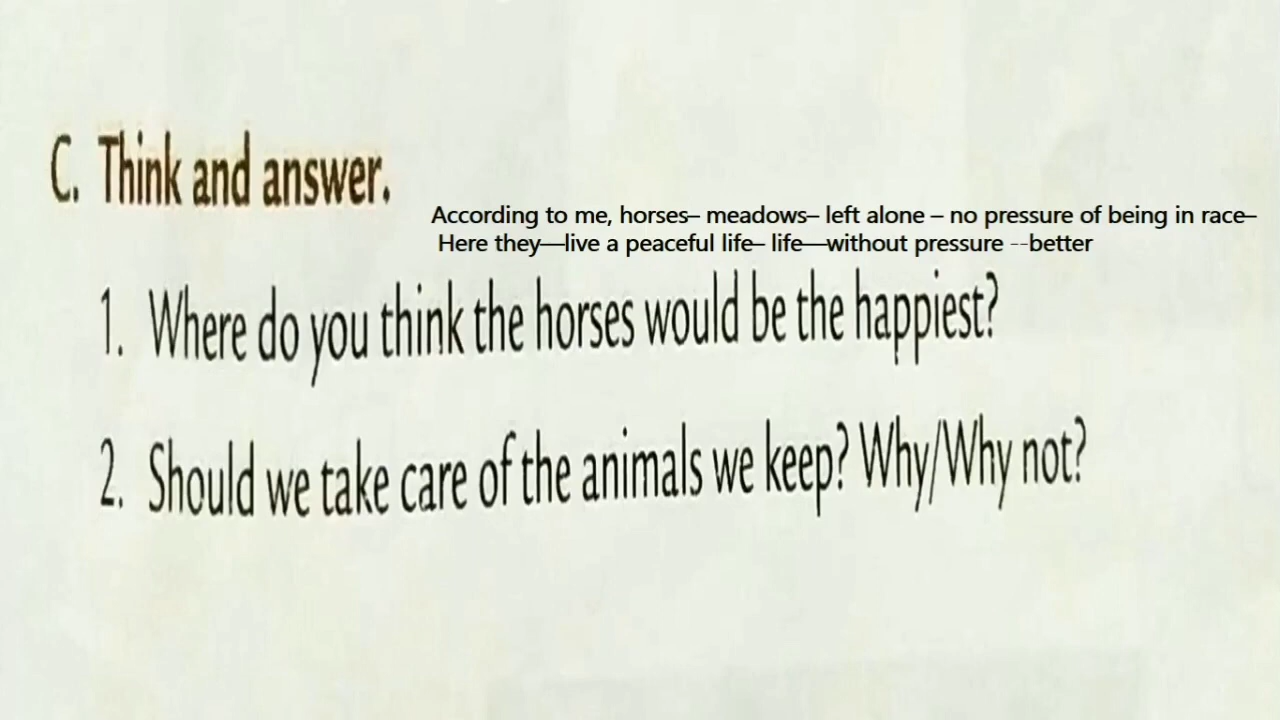 C. Think and answer.
According to me, horses– meadows– left alone – no pressure of being in race–
Here they—live a peaceful life– life—without pressure --better
1. Where do you think the horses would be the happiest?
2. Should we take care of the animals we keep? Why/Why not?